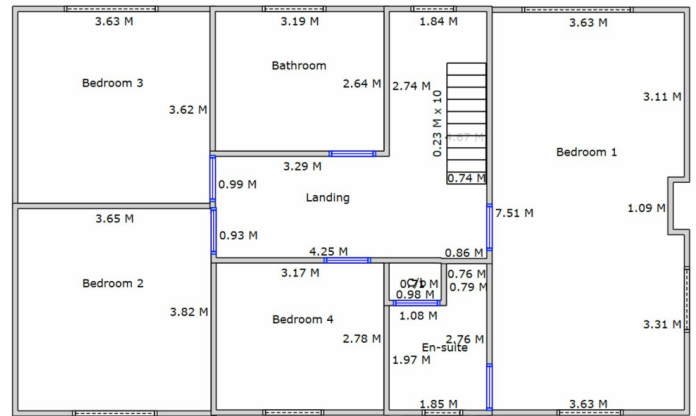 3.63 M
3.19 M
1.84 M
3.63 M
Bedroom 3
Bathroom
2.64 M
2.74 M
3.11 M
3.62 M
0.23 M x 10
Bedroom 1
3.29 M
0.74 M
0.99 M
Landing
3.65 M
7.51 M
1.09 M
0.93 M
4.25 M
0.86 M
3.17 M
0.76 M
Bedroom 2
C/b
0.79 M
0.98 M
3.82 M
Bedroom 4
1.08 M
2.78 M
2.76 M
En-suite
1.97 M
3.31 M
1.85 M
3.63 M